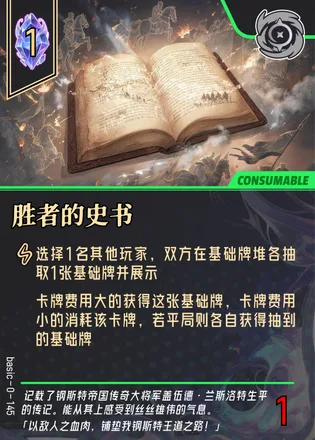 1
CONSUMABLE
胜者的史书
选择1名其他玩家，双方在基础牌堆各抽
取1张基础牌并展示
卡牌费用大的获得这张基础牌，卡牌费用
小的消耗该卡牌，若平局则各自获得抽到
的基础牌
basic-0-145
记载了钢斯特帝国传奇大将军盖伍德·兰斯洛特生平
的传记。能从其上感受到丝丝雄伟的气息。
「以敌人之血肉，铺垫我钢斯特王道之路！」
1